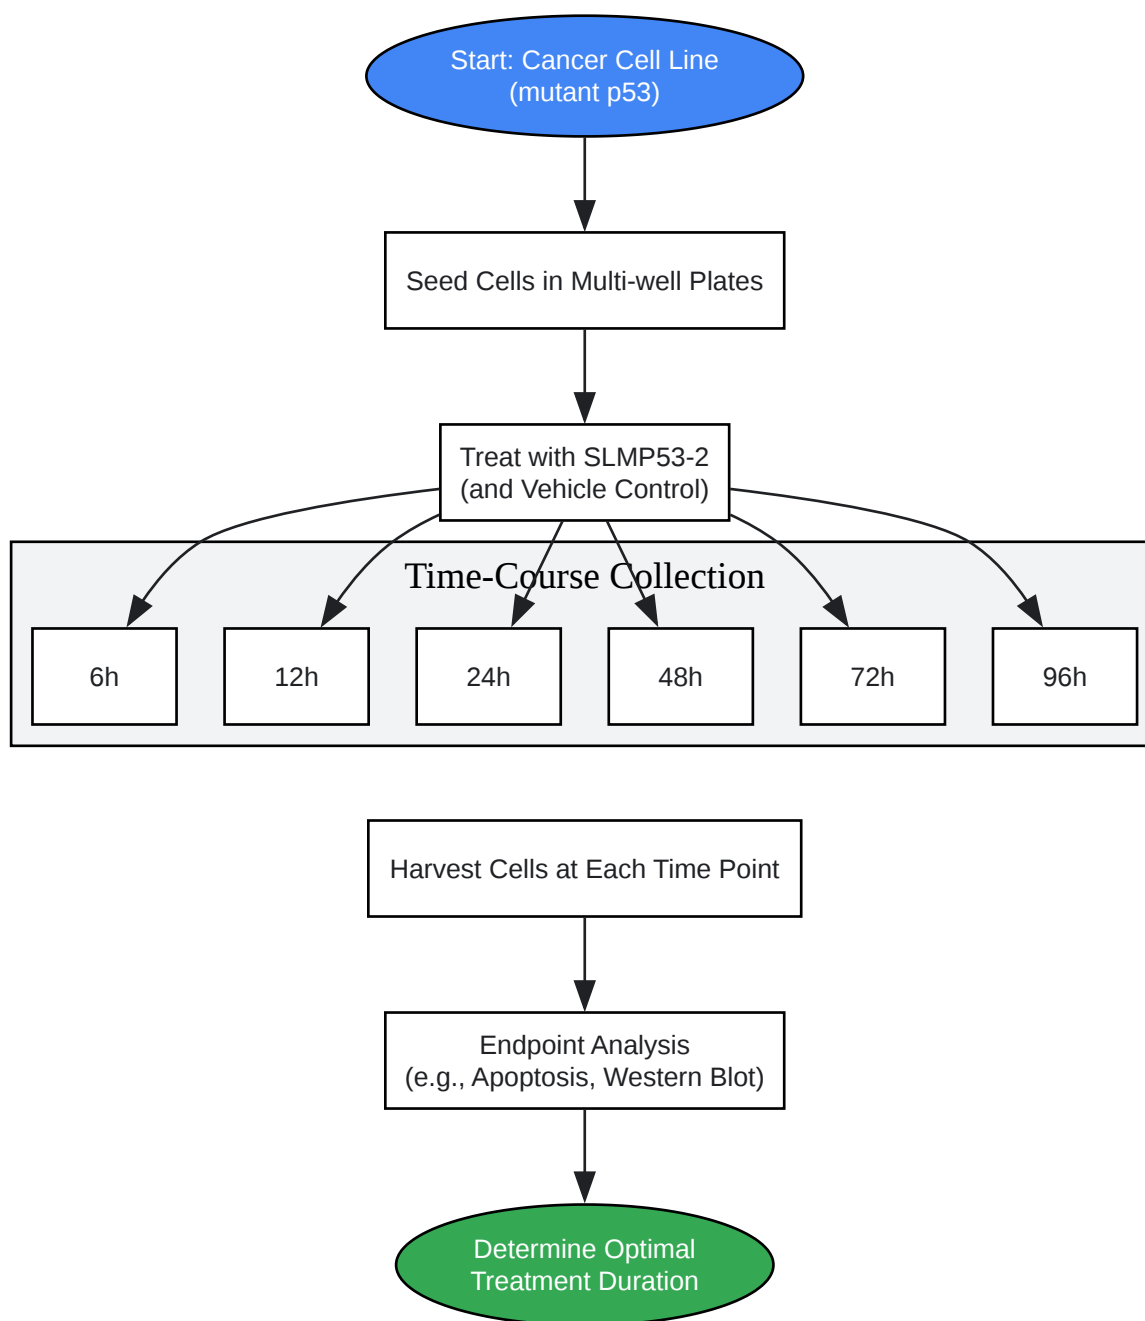 Start: Cancer Cell Line
(mutant p53)
Seed Cells in Multi-well Plates
Treat with SLMP53-2
(and Vehicle Control)
Time-Course Collection
6h
12h
24h
48h
72h
96h
Harvest Cells at Each Time Point
Endpoint Analysis
(e.g., Apoptosis, Western Blot)
Determine Optimal
Treatment Duration